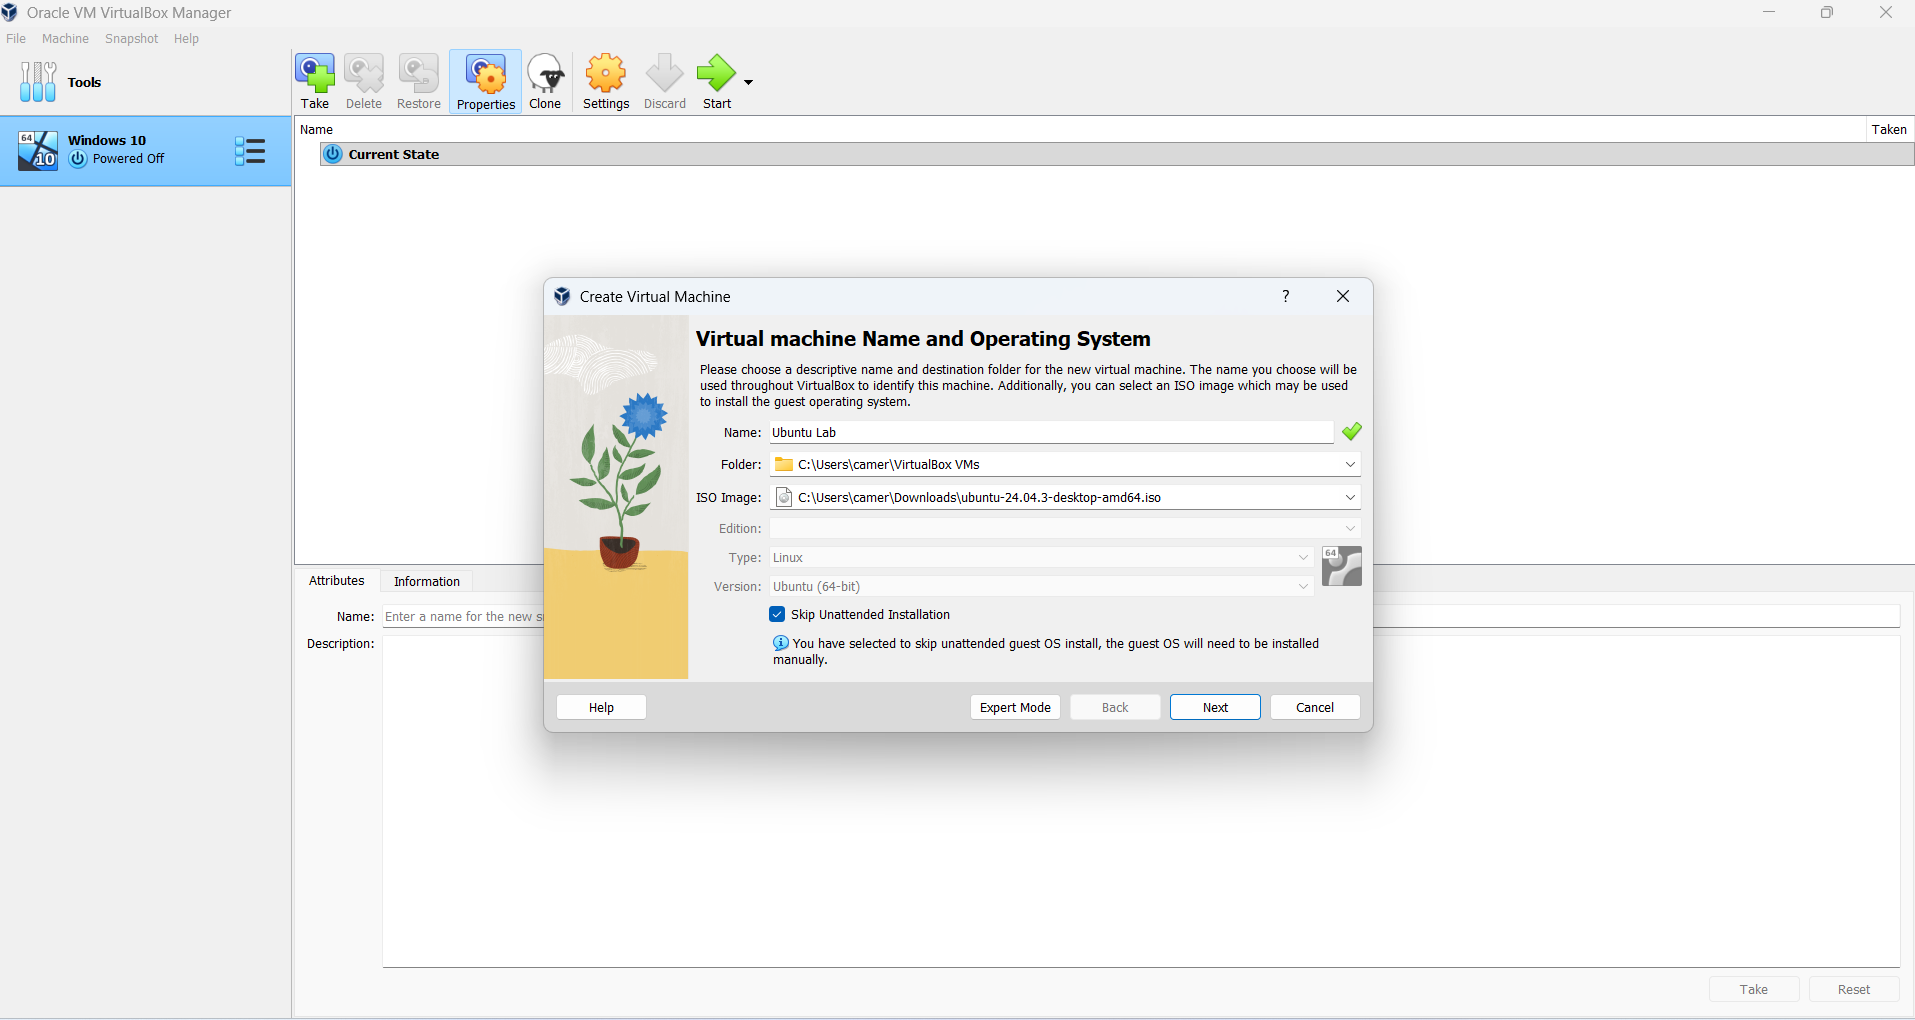 Oracle VM VirtualBox Manager
File Machine Snapshot Help
Tools
Take Delete Restore Properties Clone Settings Discard Start
64
10
Windows 10
Powered Off
Name Taken
Current State
Create Virtual Machine ?
Virtual machine Name and Operating System
Please choose a descriptive name and destination folder for the new virtual machine. The name you choose will be
used throughout VirtualBox to identify this machine. Additionally, you can select an ISO image which may be used
to install the guest operating system.
Name: Ubuntu Lab
Folder: C:\Users\camer\VirtualBox VMs
ISO Image: C:\Users\camer\Downloads\ubuntu-24.04.3-desktop-amd64.iso
Edition:
Type: Linux
64
Version: Ubuntu (64-bit)
Skip Unattended Installation
You have selected to skip unattended guest OS install, the guest OS will need to be installed
manually.
Help Expert Mode Back Next Cancel
Attributes Information
Name: Enter a name for the new
Description:
Take Reset